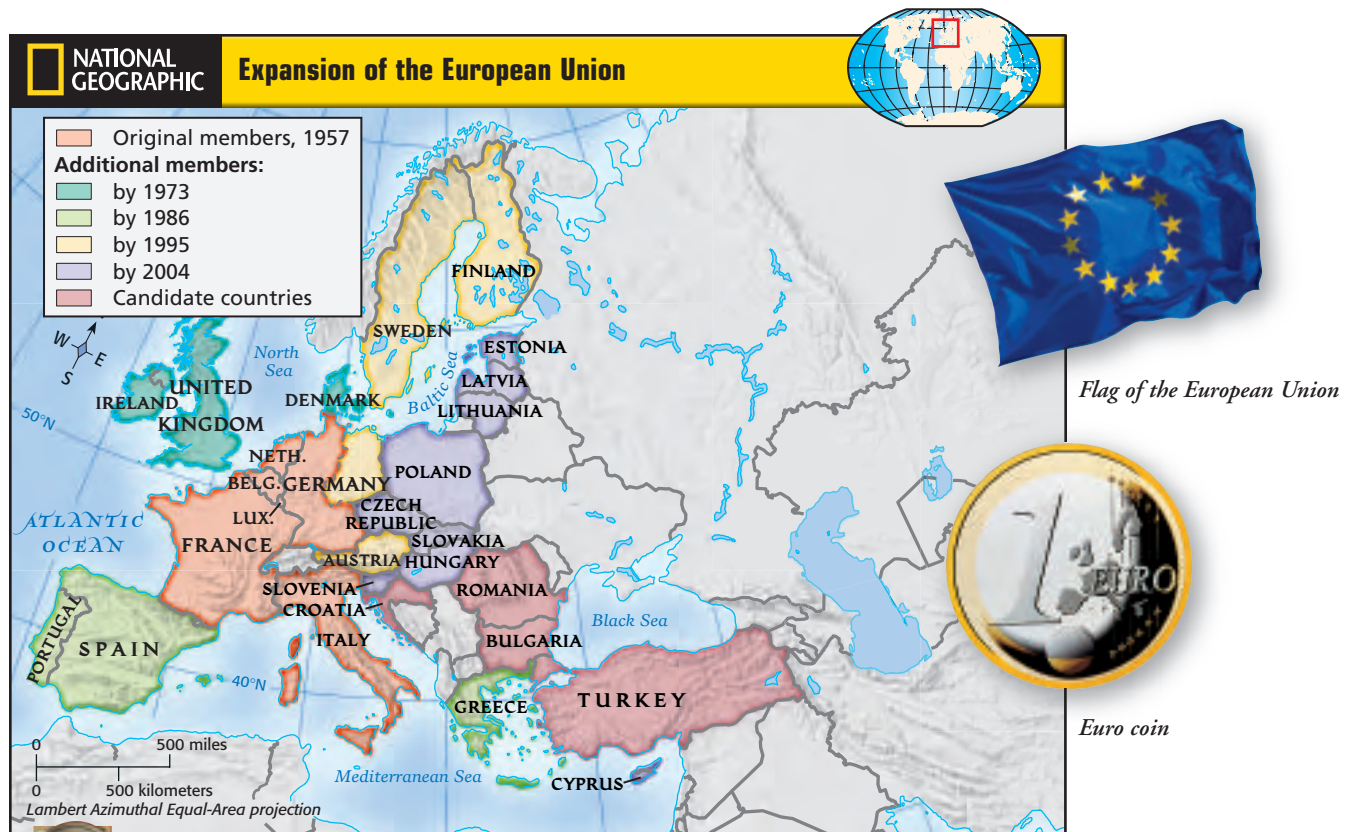 NATIONAL
GEOGRAPHIC
Expansion of the European Union
Original members, 1957
Additional members:
by 1973
by 1986
by 1995
by 2004
Candidate countries
W
E
S
North
Sea
FINLAND
SWEDEN
ESTONIA
Baltic Sea
LATVIA
LITHUANIA
UNITED
KINGDOM
IRELAND
DENMARK
50°N
NETH.
BELG.
GERMANY
POLAND
LUX.
CZECH
REPUBLIC
ATLANTIC
OCEAN
FRANCE
SLOVAKIA
AUSTRIA
HUNGARY
SLOVENIA
CROATIA
ROMANIA
ITALY
BULGARIA
Black Sea
PORTUGAL
SPAIN
40°N
GREECE
TURKEY
CYPRUS
Mediterranean Sea
0
500 miles
0
500 kilometers
Lambert Azimuthal Equal-Area projection
Flag of the European Union
1
EURO
Euro coin